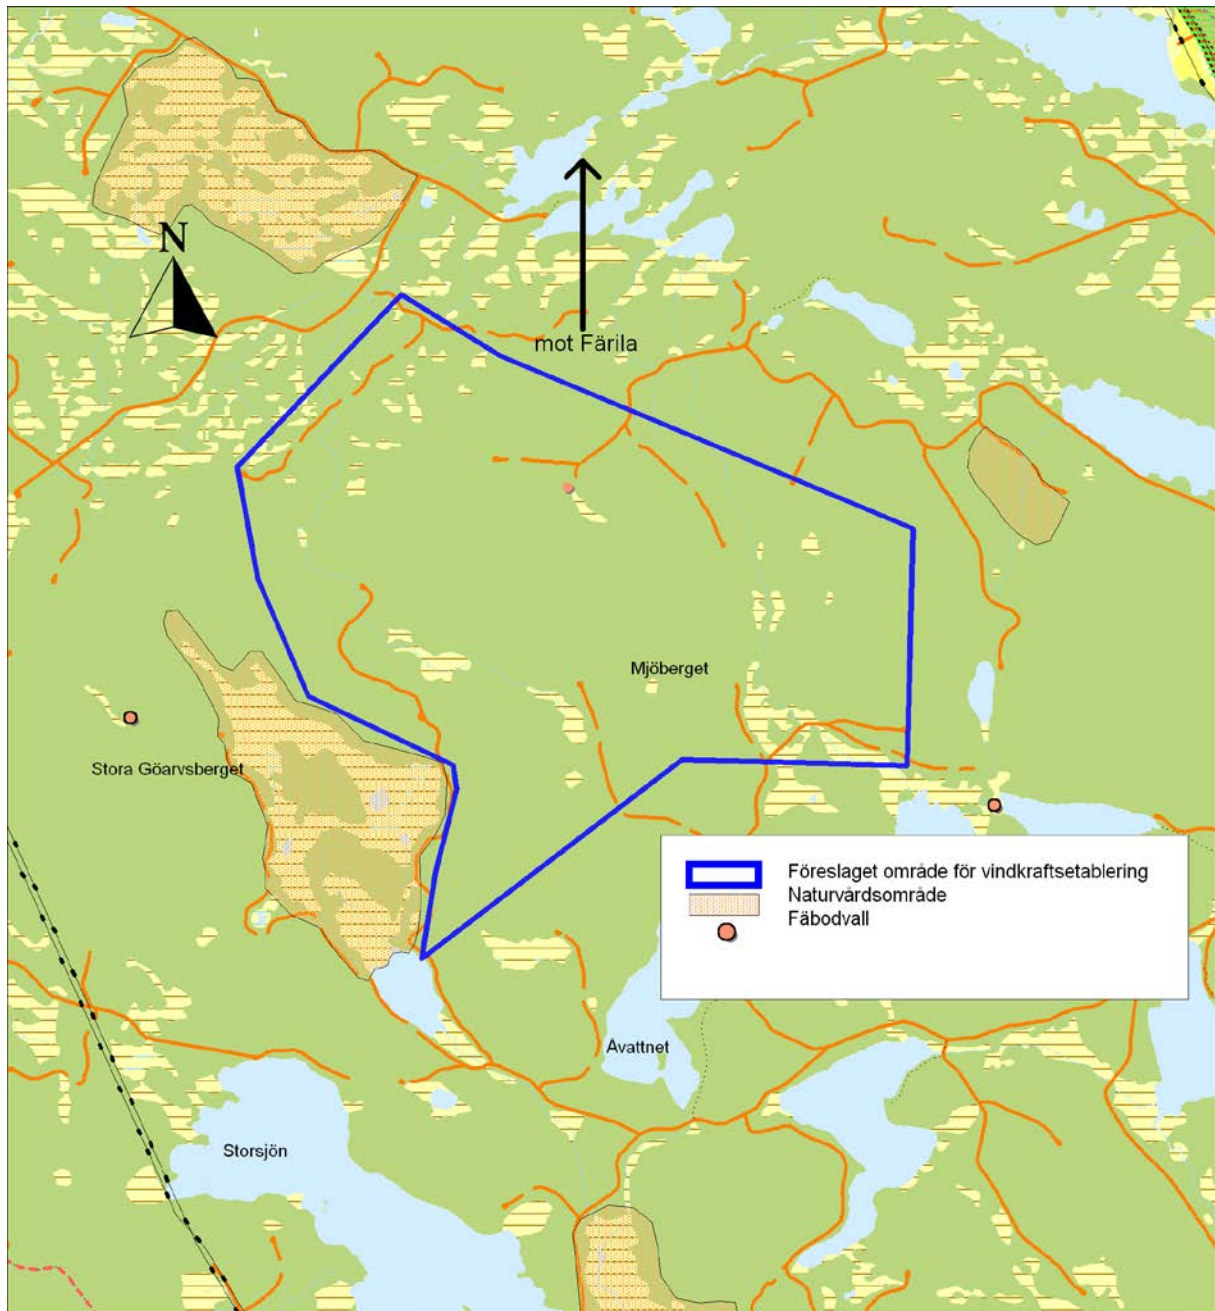 N
mot Färila
Mjöberget
Stora Göarvsberget
Föreslaget område för vindkraftsetablering
Naturvårdsområde
Fäbodvall
Åvattnet
Storsjön